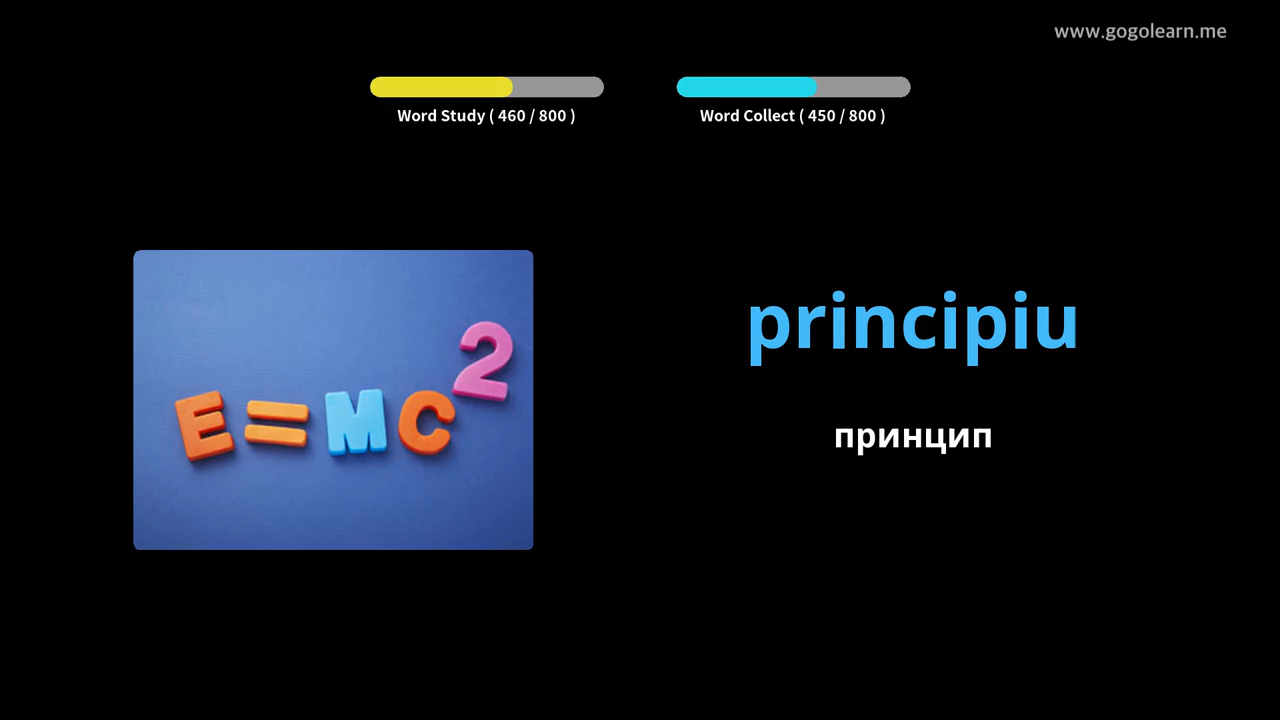 www.gogolearn.me
Word Study ( 460 / 800 )
Word Collect ( 450 / 800 )
E=MC2
principiu
принцип